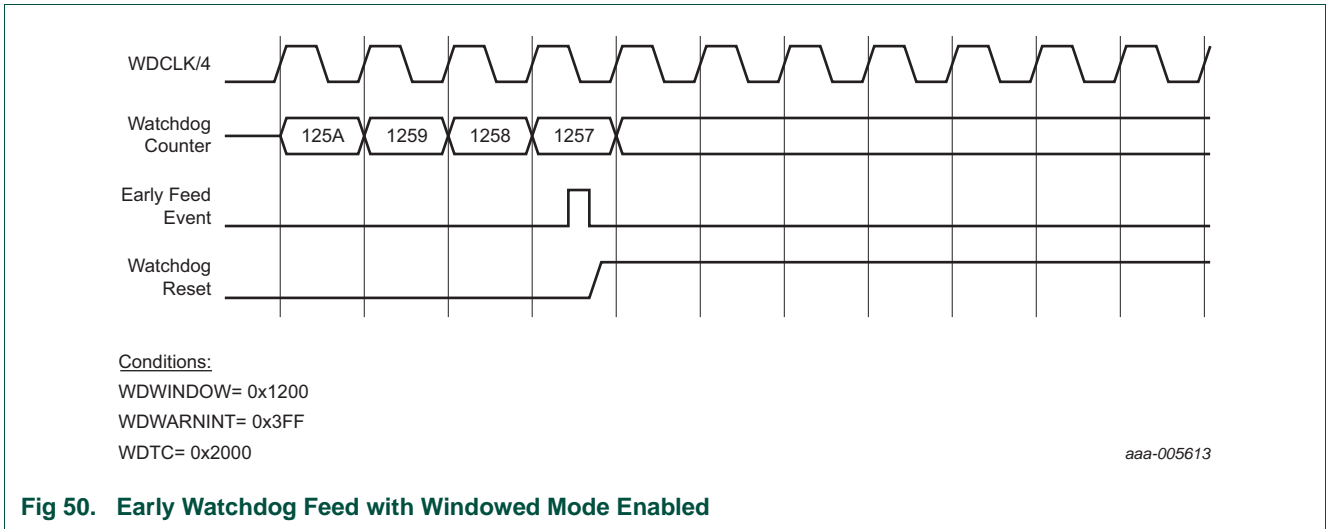 WDCLK/4
Watchdog
Counter
125A 1259 1258 1257
Early Feed
Event
Watchdog
Reset
Conditions:
WDWINDOW= 0x1200
WDWARNINT= 0x3FF
WDTC= 0x2000
aaa-005613
Fig 50. Early Watchdog Feed with Windowed Mode Enabled